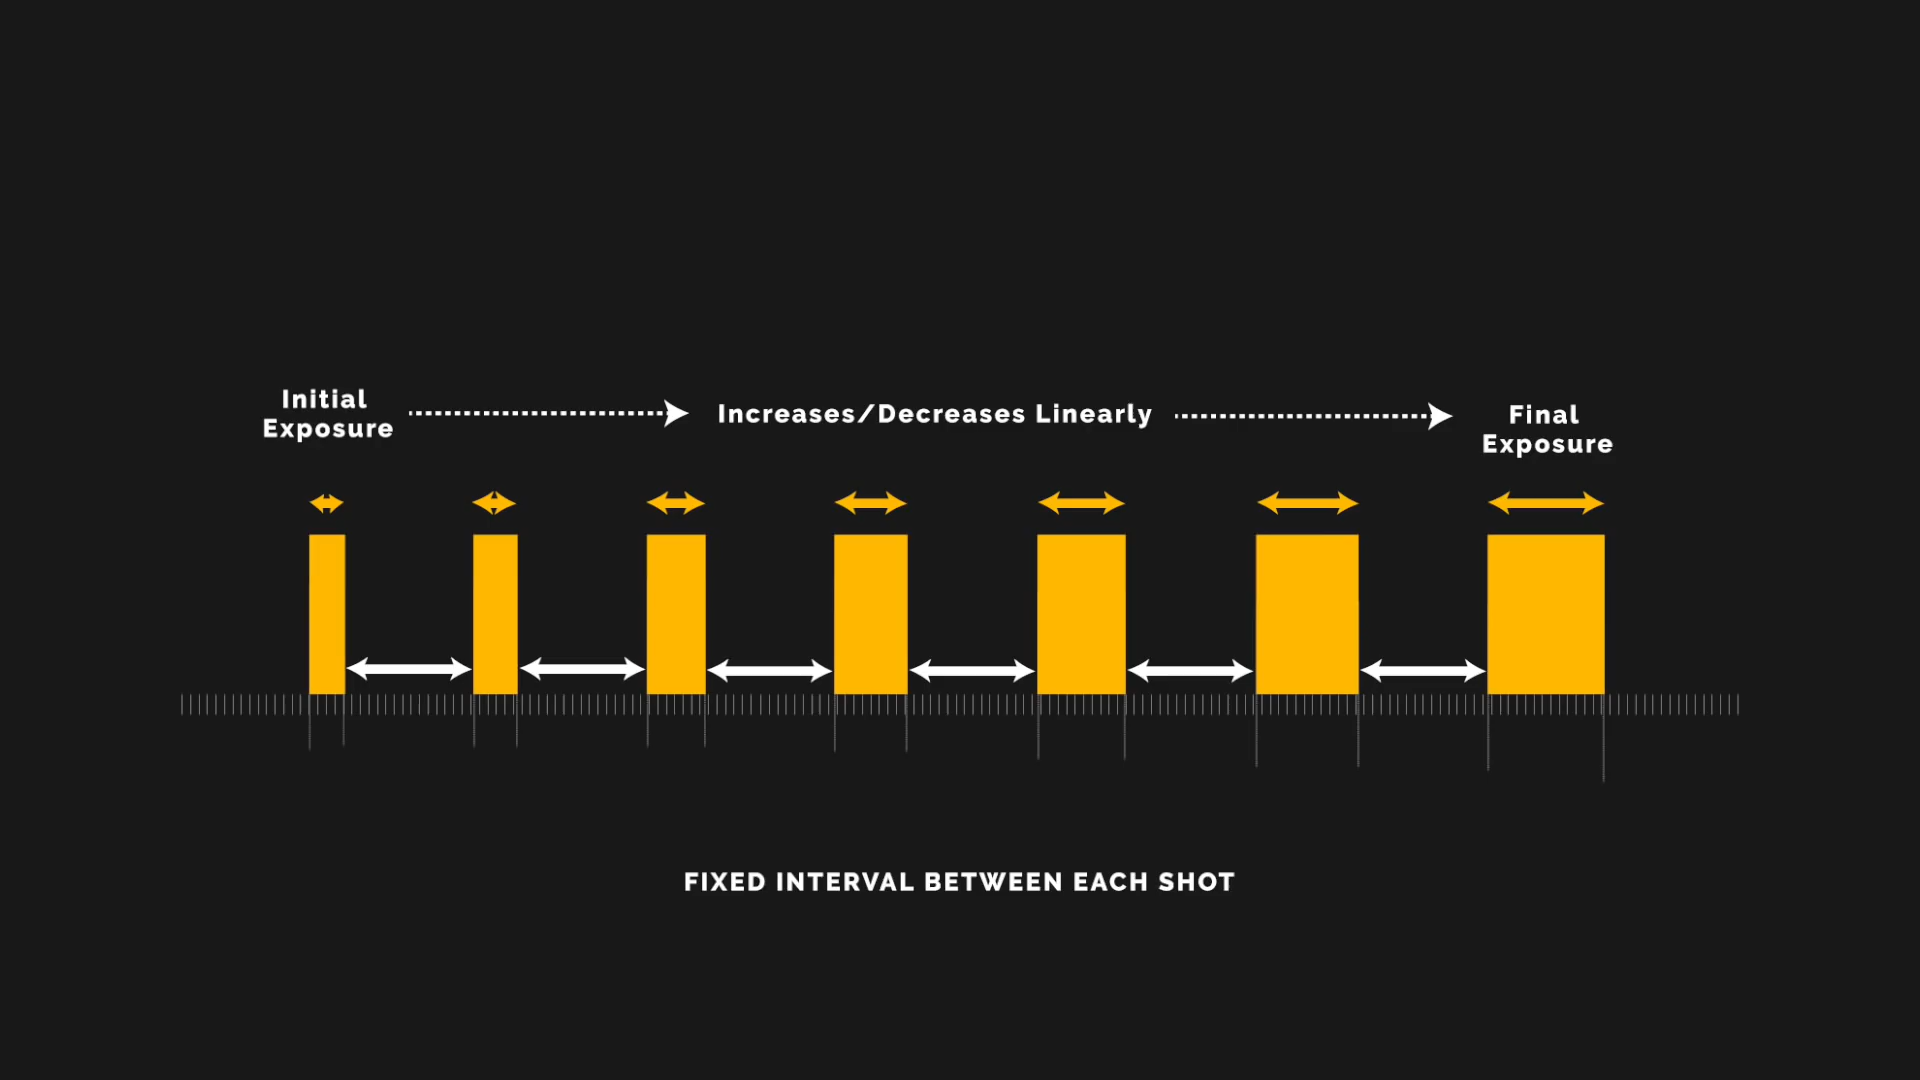 Initial
Exposure
Increases/Decreases Linearly
Final
Exposure
FIXED INTERVAL BETWEEN EACH SHOT